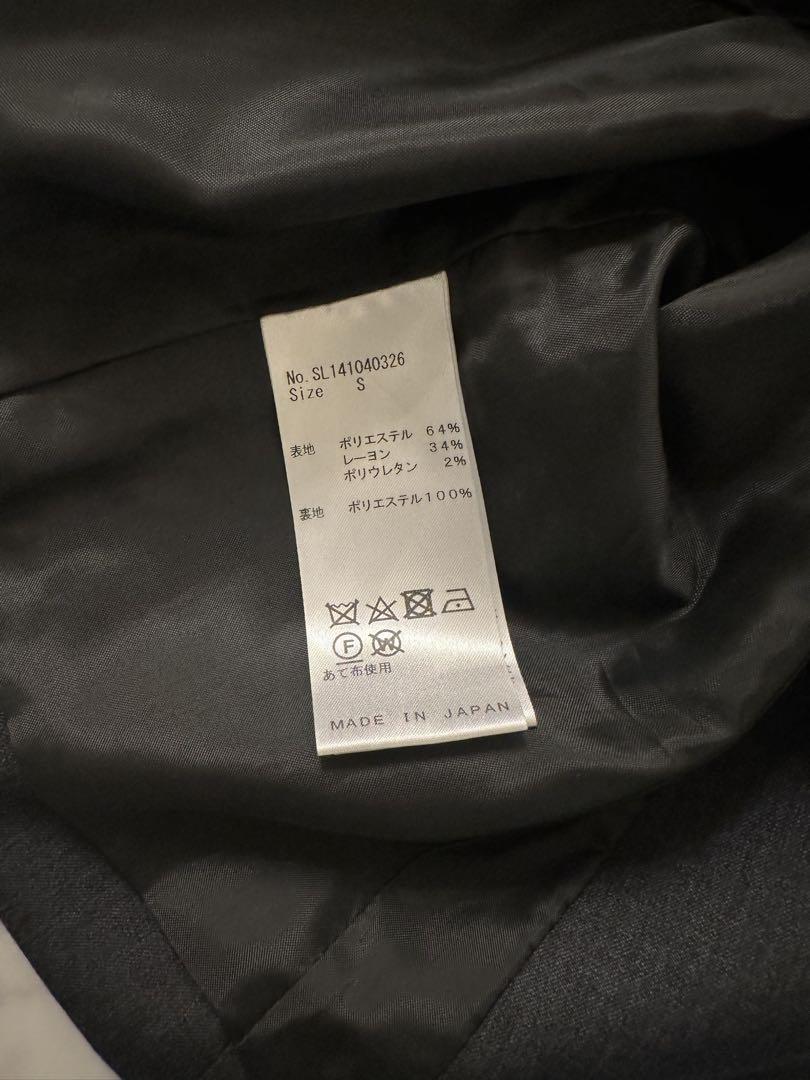 No. SL141040326
Size S
表地 ポリエステル 64%
レーヨン 34%
ポリウレタン 2%
裏地 ポリエステル100%
F W
あて布使用
MADE IN JAPAN